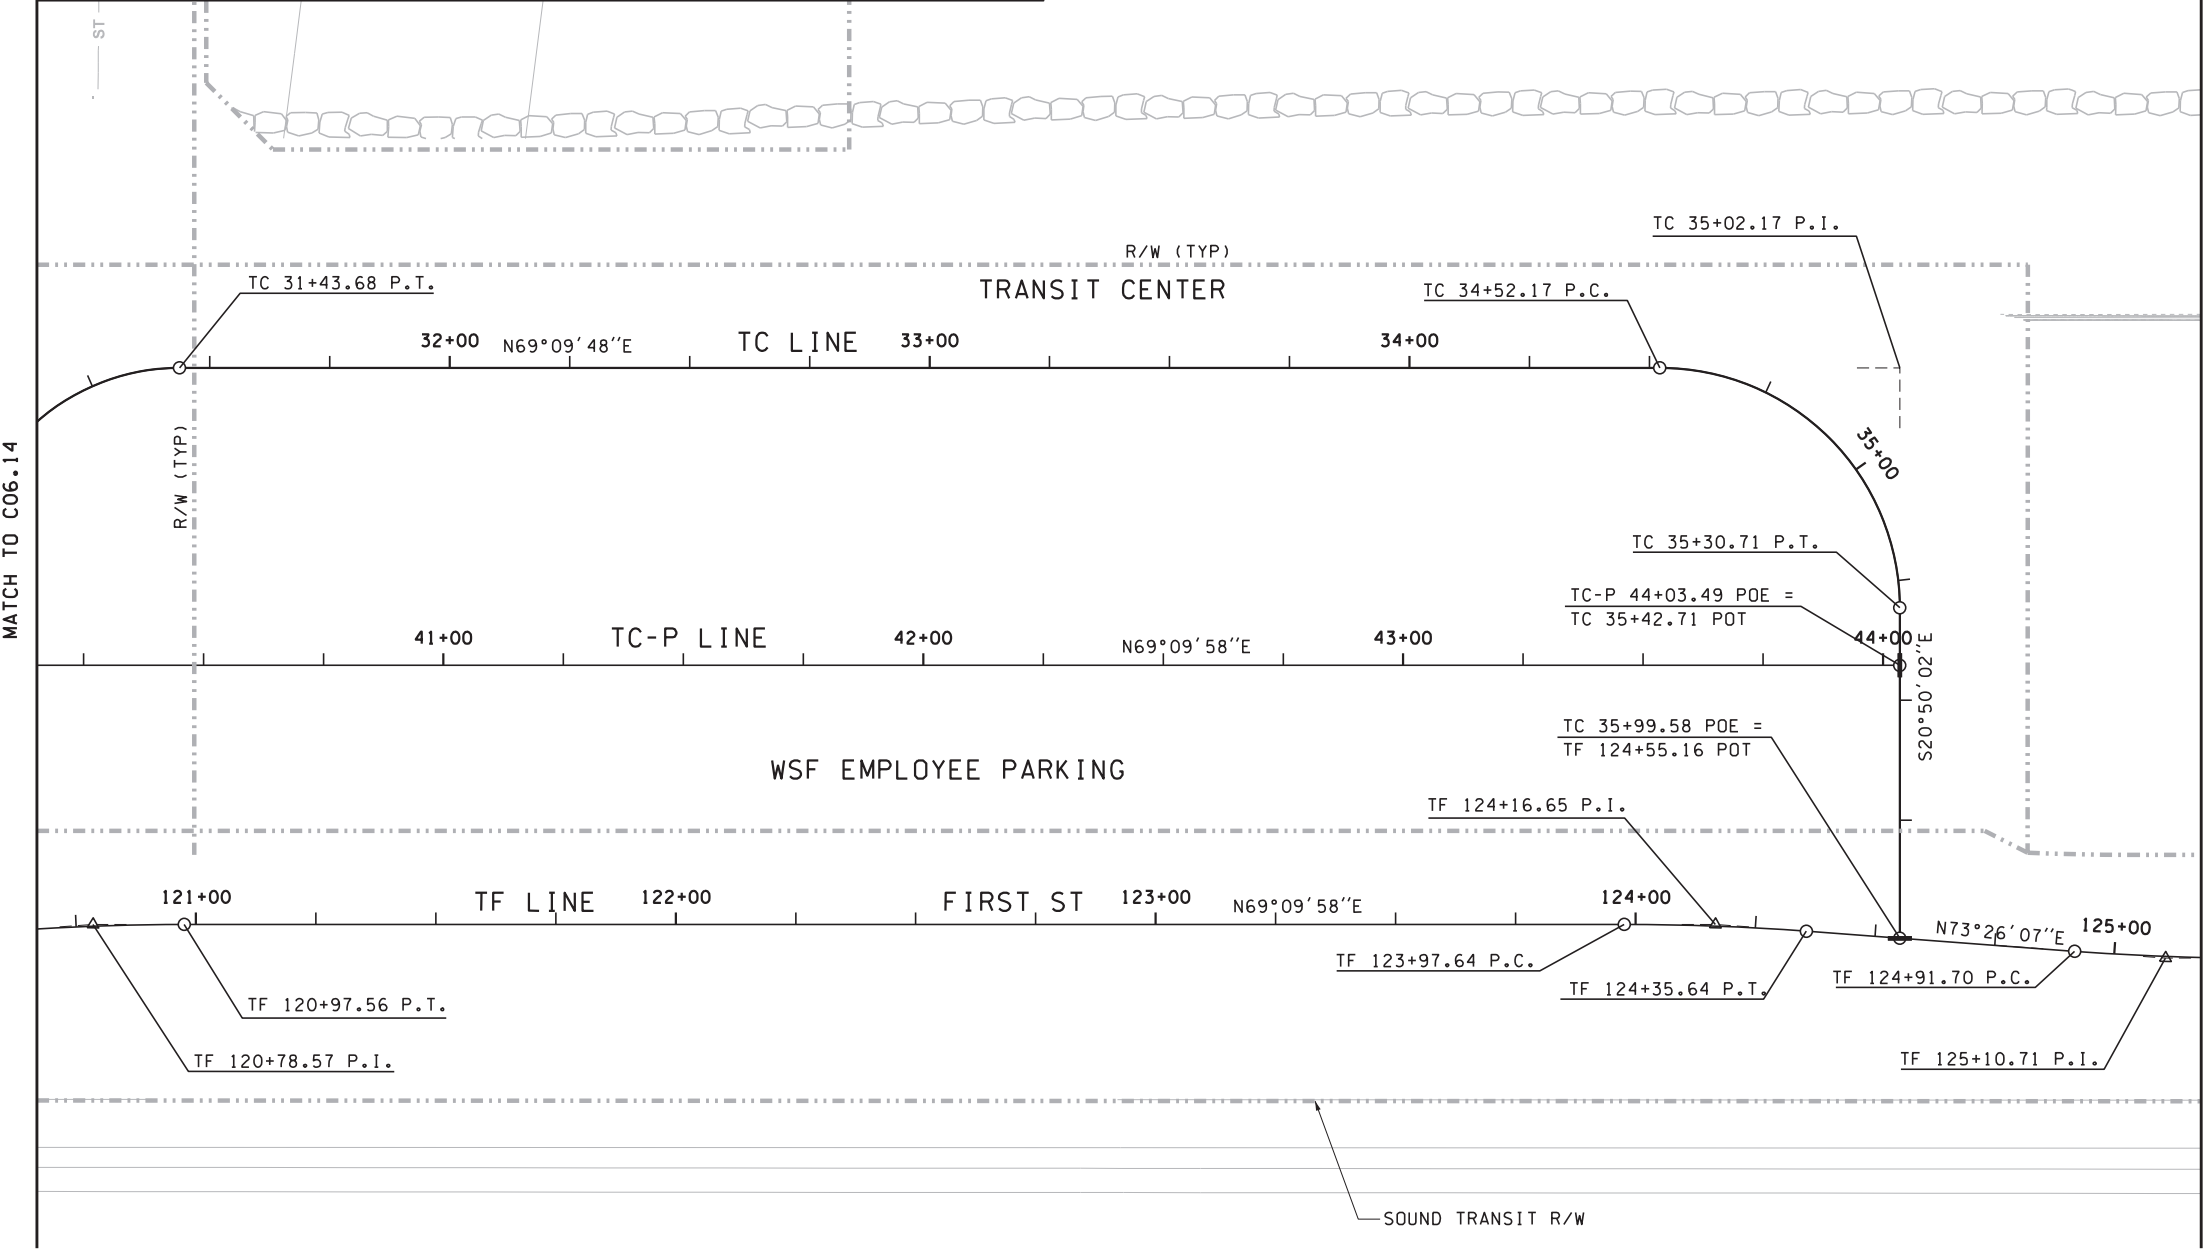 ST
TC 35+02.17 P.I.
R/W (TYP)
TC 31+43.68 P.T.
TRANSIT CENTER
TC 34+52.17 P.C.
32+00
N69°09'48"E
TC LINE
33+00
34+00
R/W (TYP)
MATCH TO C06.14
35+00
TC 35+30.71 P.T.
TC-P 44+03.49 POE =
TC 35+42.71 POT
41+00
TC-P LINE
42+00
N69°09'58"E
43+00
44+00
S20°50'02"E
TC 35+99.58 POE =
TF 124+55.16 POT
WSF EMPLOYEE PARKING
TF 124+16.65 P.I.
121+00
TF LINE
122+00
FIRST ST
123+00
N69°09'58"E
124+00
N73°26'07"E
125+00
TF 123+97.64 P.C.
TF 124+35.64 P.T.
TF 124+91.70 P.C.
TF 120+97.56 P.T.
TF 120+78.57 P.I.
TF 125+10.71 P.I.
SOUND TRANSIT R/W